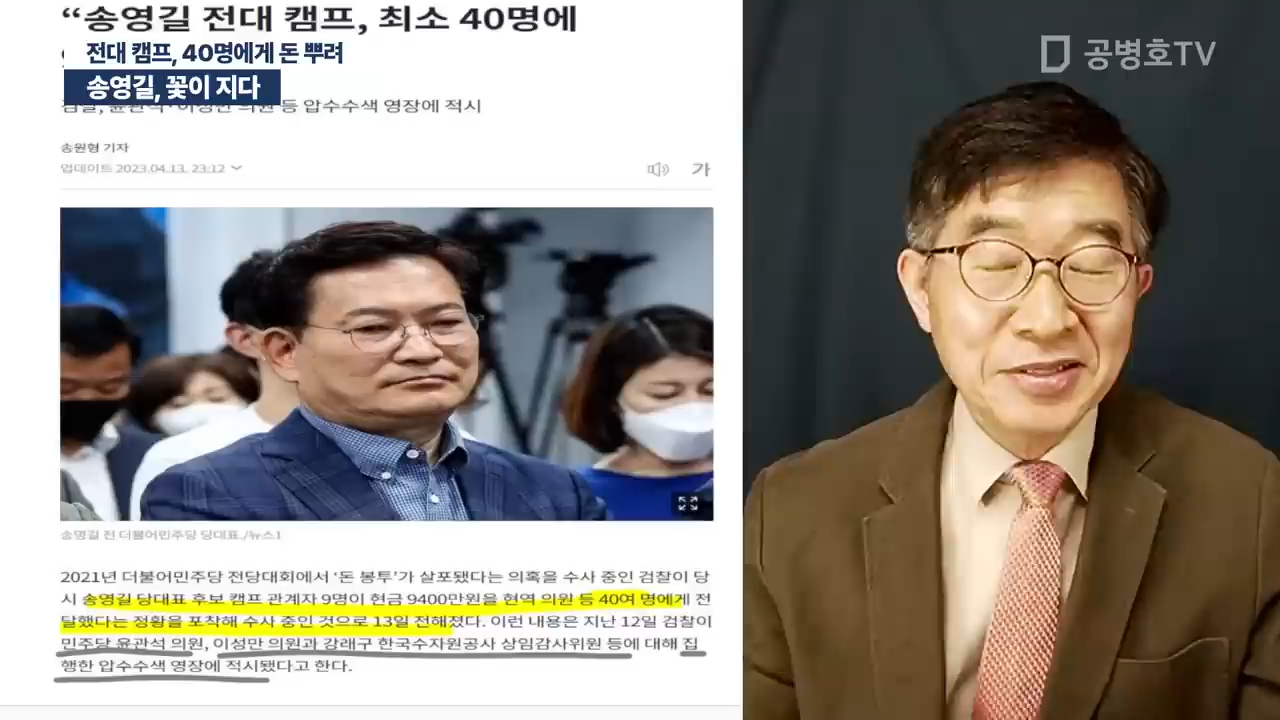 “송영길 전대 캠프, 최소 40명에
전대 캠프, 40명에게 돈 뿌려
송영길, 꽃이 지다
의원 등 압수수색 영장에 적시
송원형 기자
업데이트 2023.04.13. 23:12
가
송영길 전 더불어민주당 당대표./뉴스1
2021년 더불어민주당 전당대회에서 ‘돈 봉투’가 살포됐다는 의혹을 수사 중인 검찰이 당
시 송영길 당대표 후보 캠프 관계자 9명이 현금 9400만원을 현역 의원 등 40여 명에게 전
달했다는 정황을 포착해 수사 중인 것으로 13일 전해졌다. 이런 내용은 지난 12일 검찰이
민주당 윤관석 의원, 이성만 의원과 강래구 한국수자원공사 상임감사위원 등에 대해 집
행한 압수수색 영장에 적시됐다고 한다.
공병호TV